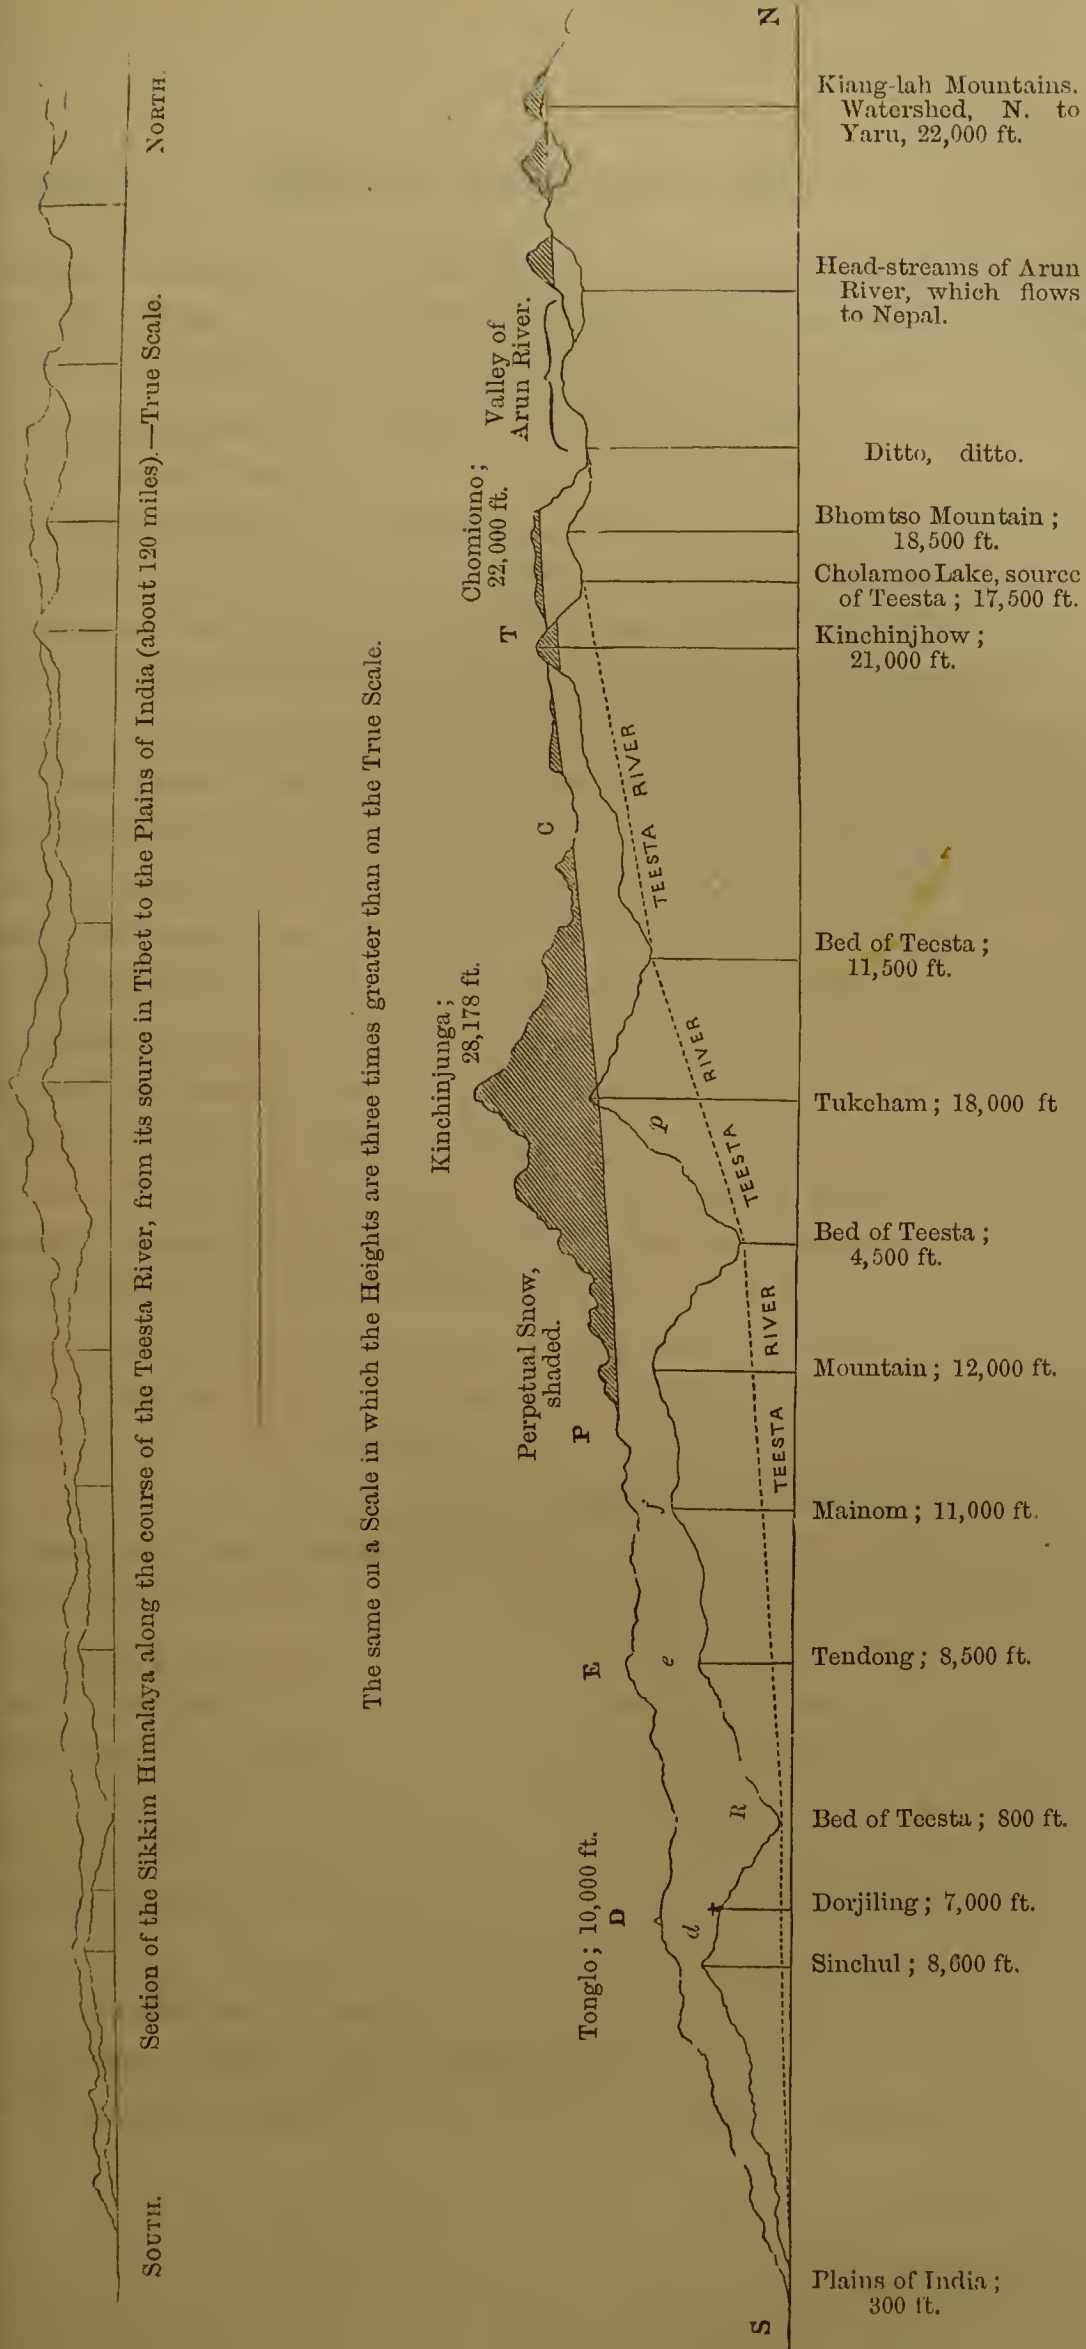 SOUTH.
NORTH.
Section of the Sikkim Himalaya along the course of the Teesta River, from its source in Tibet to the Plains of India (about 120 miles).—True Scale.
The same on a Scale in which the Heights are three times greater than on the True Scale.
Tonglo; 10,000 ft.
Perpetual Snow,
shaded.
Kinchinjunga;
28,178 ft.
Chomiomo;
22,000 ft.
Valley of
Arun River.
S
D
E
P
C
T
N
d
R
e
j
p
TEESTA RIVER
TEESTA RIVER
TEESTA RIVER
Kiang-lah Mountains.
Watershed, N. to
Yaru, 22,000 ft.
Head-streams of Arun
River, which flows
to Nepal.
Ditto, ditto.
Bhomtso Mountain;
18,500 ft.
Cholamoo Lake, source
of Teesta; 17,500 ft.
Kinchinjhow;
21,000 ft.
Bed of Teesta;
11,500 ft.
Tukcham; 18,000 ft
Bed of Teesta;
4,500 ft.
Mountain; 12,000 ft.
Mainom; 11,000 ft.
Tendong; 8,500 ft.
Bed of Teesta; 800 ft.
Dorjiling; 7,000 ft.
Sinchul; 8,600 ft.
Plains of India;
300 ft.